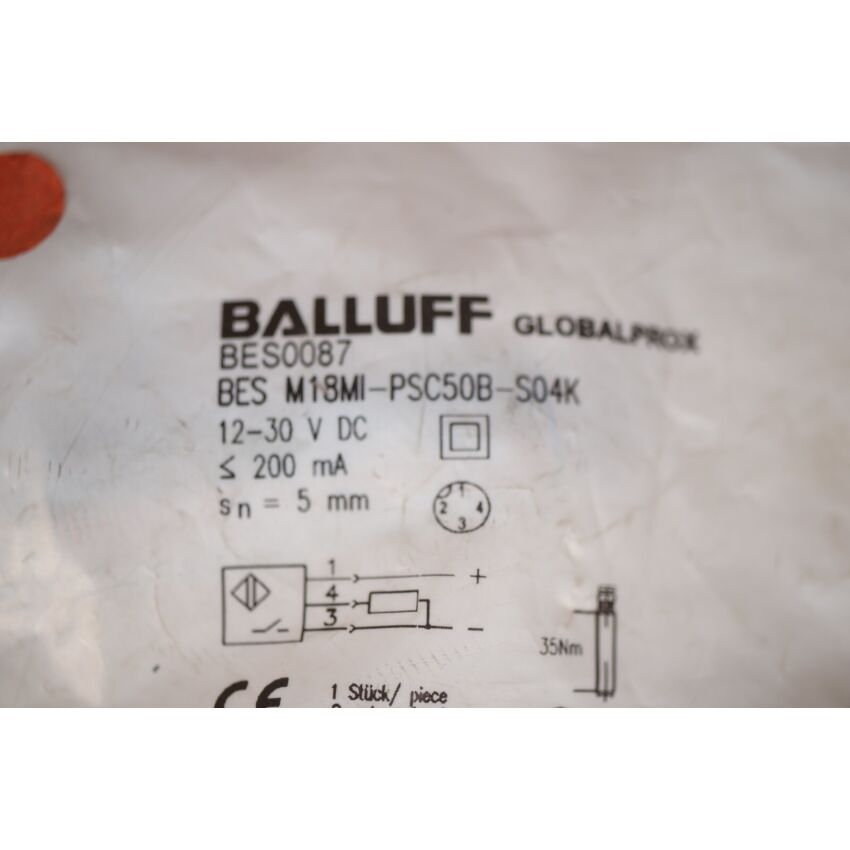 BALLUFF GLOBALPROX
BES0087
BES M18MI-PSC50B-S04K
12-30 V DC
≤ 200 mA
sn = 5 mm
1
2 4
3
1 +
4
3 -
35Nm
CE 1 Stück/ piece